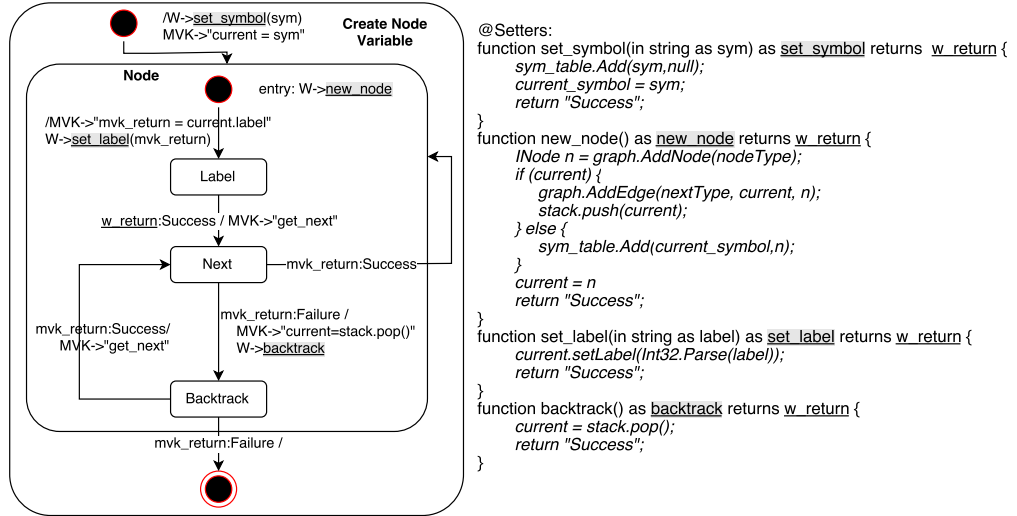 /W->set_symbol(sym)
MVK->"current = sym"
Create Node
Variable
Node
entry: W->new_node
/MVK->"mvk_return = current.label"
W->set_label(mvk_return)
Label
w_return:Success / MVK->"get_next"
Next
mvk_return:Success
mvk_return:Failure /
MVK->"current=stack.pop()"
W->backtrack
mvk_return:Success/
MVK->"get_next"
Backtrack
mvk_return:Failure /
@Setters:
function set_symbol(in string as sym) as set_symbol returns w_return {
sym_table.Add(sym,null);
current_symbol = sym;
return "Success";
}
function new_node() as new_node returns w_return {
INode n = graph.AddNode(nodeType);
if (current) {
graph.AddEdge(nextType, current, n);
stack.push(current);
} else {
sym_table.Add(current_symbol,n);
}
current = n
return "Success";
}
function set_label(in string as label) as set_label returns w_return {
current.setLabel(Int32.Parse(label));
return "Success";
}
function backtrack() as backtrack returns w_return {
current = stack.pop();
return "Success";
}